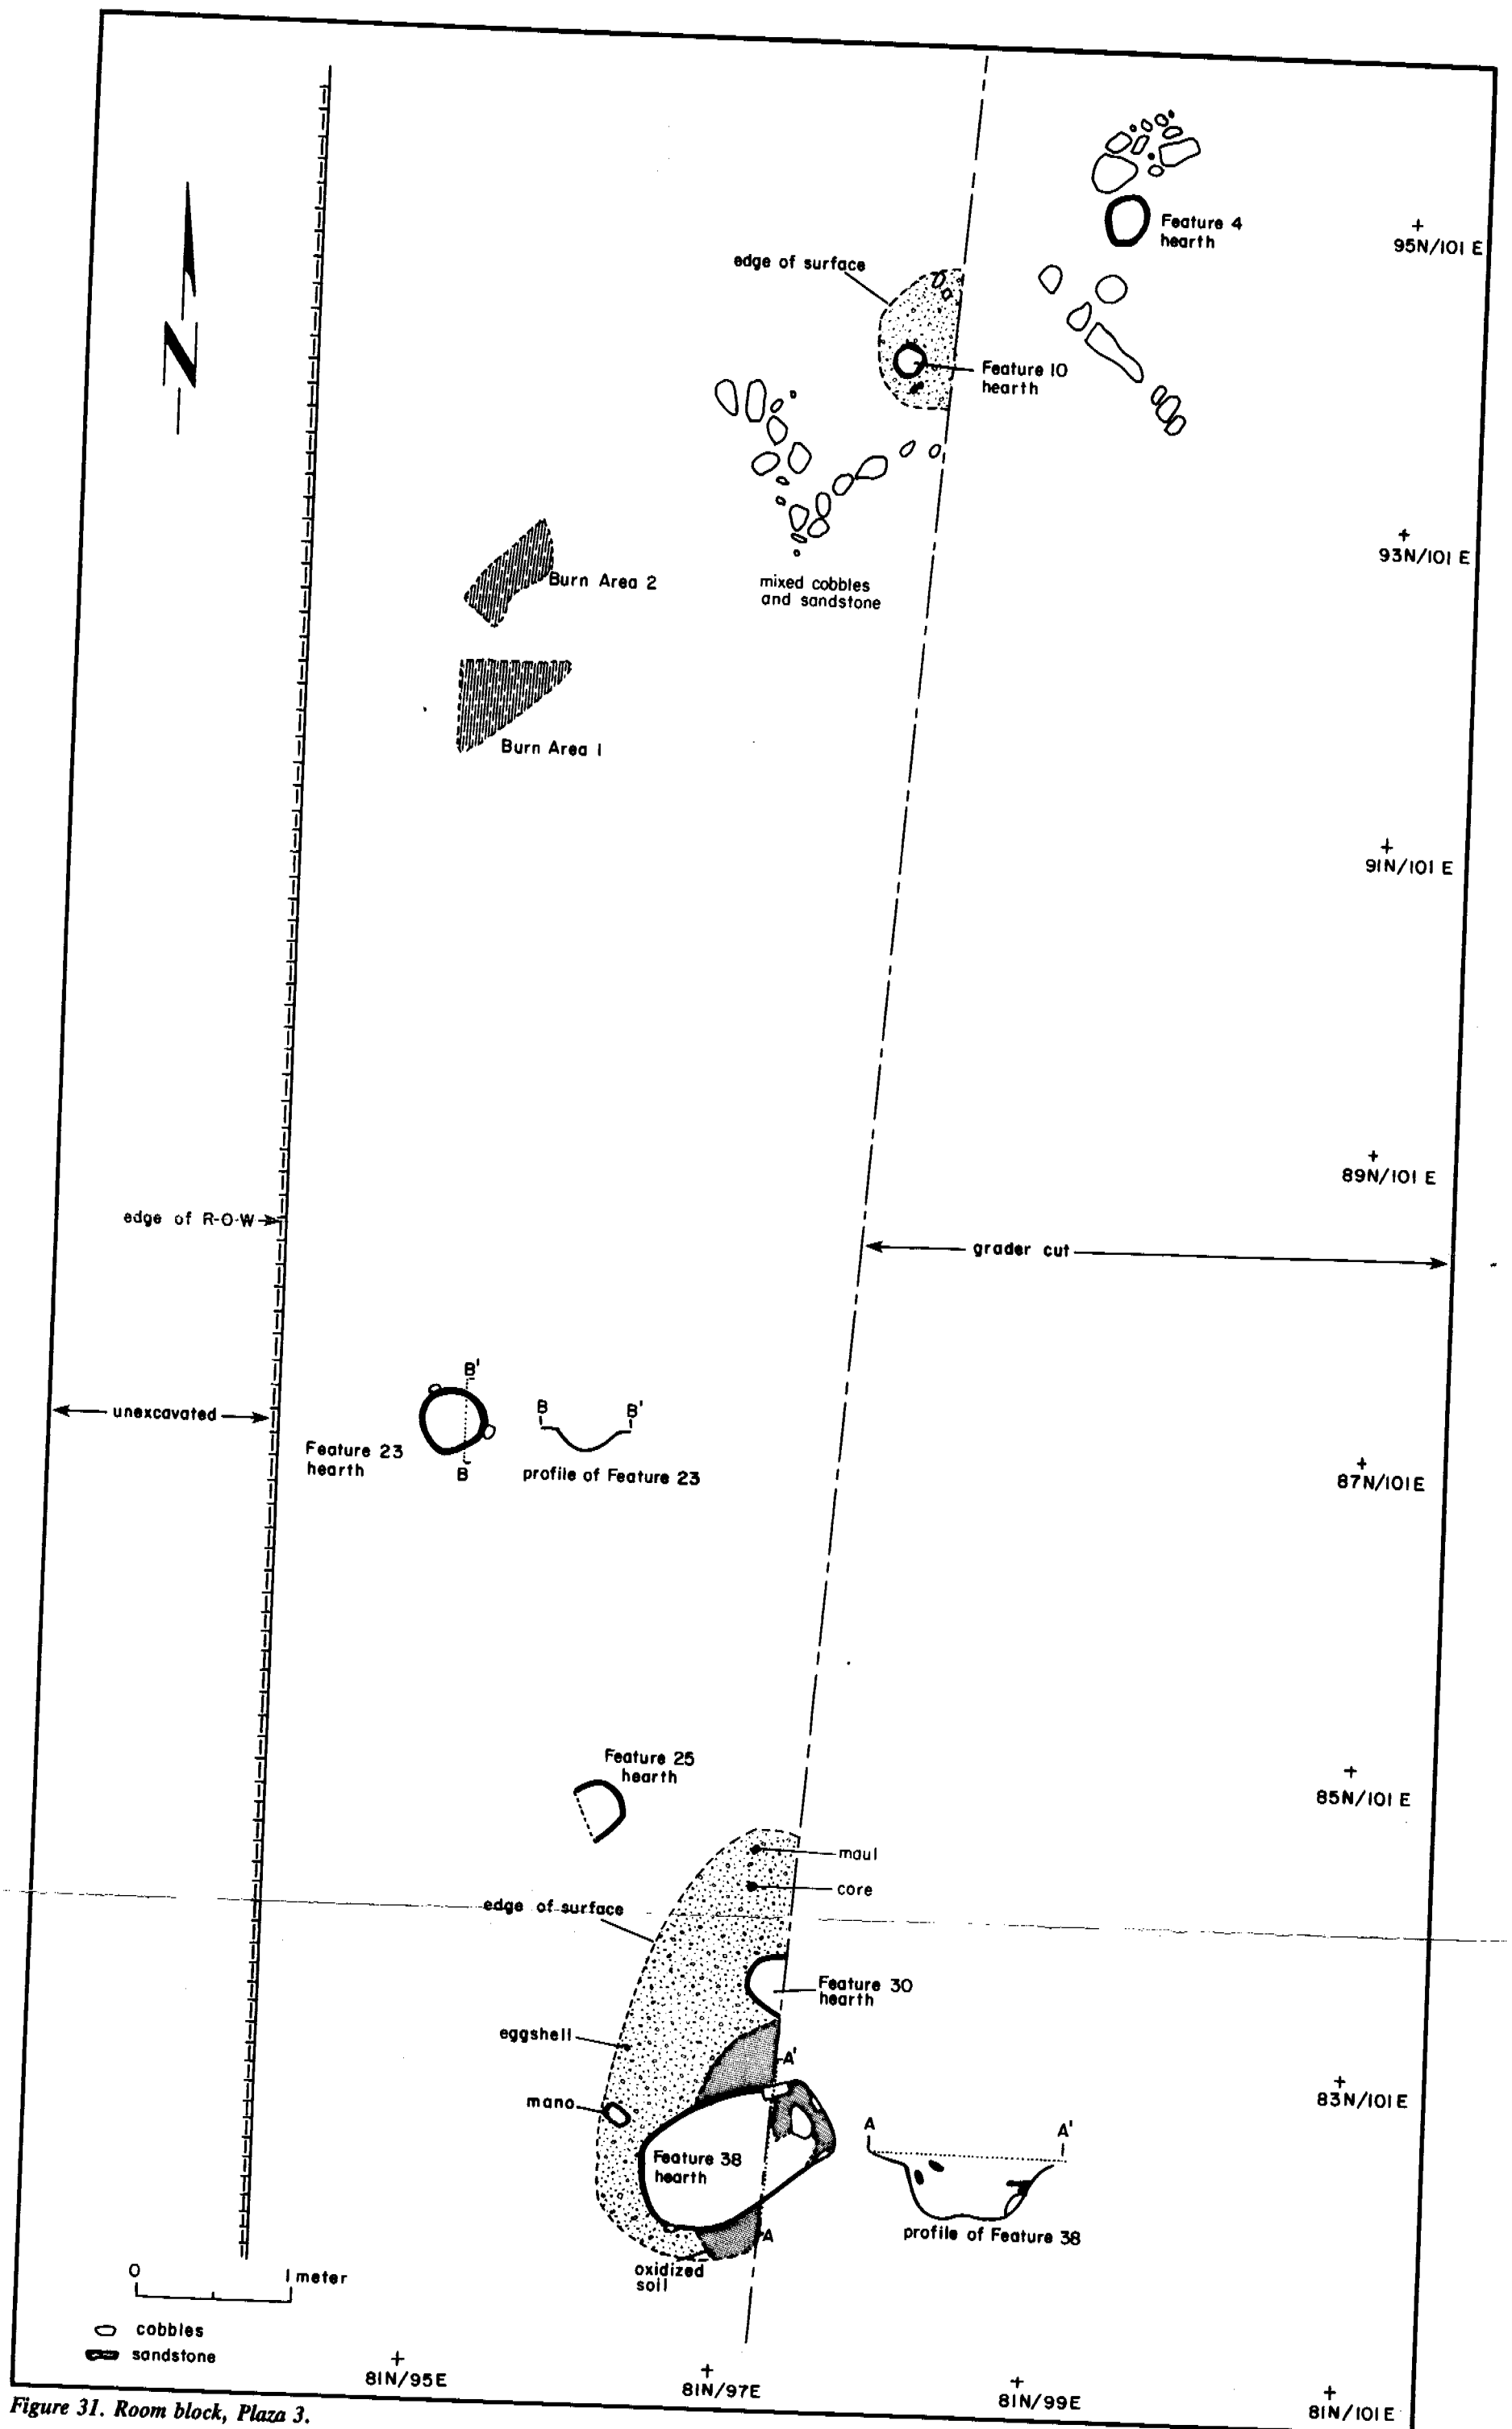 Feature 4
hearth
95N/101 E
edge of surface
N
Feature 10
hearth
93N/101 E
Burn Area 2
mixed cobbles
and sandstone
Burn Area 1
91N/101 E
89N/101 E
edge of R-O-W
grader cut
B'
B
B'
unexcavated
Feature 23
hearth
B
profile of Feature 23
87N/101E
Feature 25
hearth
85N/101 E
maul
core
edge of surface
Feature 30
hearth
eggshell
A'
mano
83N/101E
A
A'
Feature 38
hearth
A
profile of Feature 38
oxidized
soil
0
1 meter
cobbles
sandstone
81N/95E
81N/97E
81N/99E
81N/101E
Figure 31. Room block, Plaza 3.